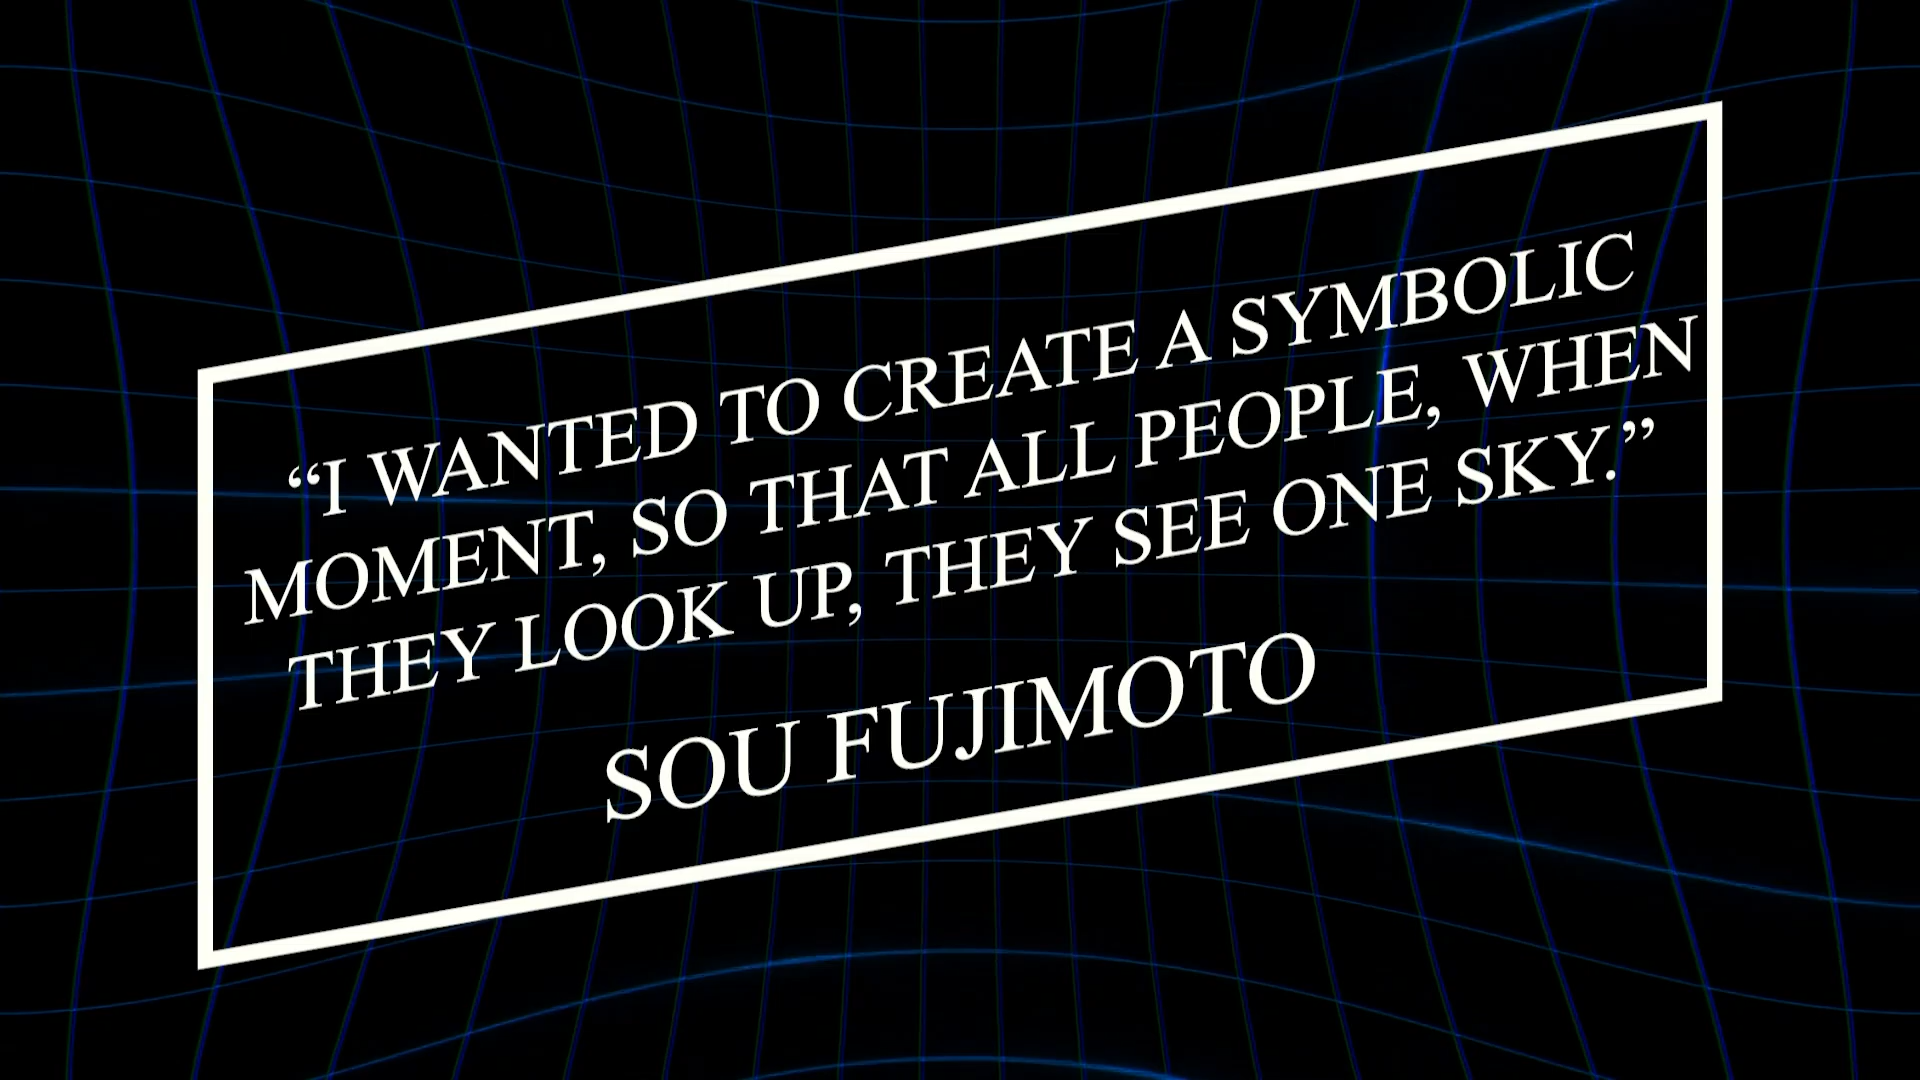 “I WANTED TO CREATE A SYMBOLIC
MOMENT, SO THAT ALL PEOPLE, WHEN
THEY LOOK UP, THEY SEE ONE SKY.”
SOU FUJIMOTO